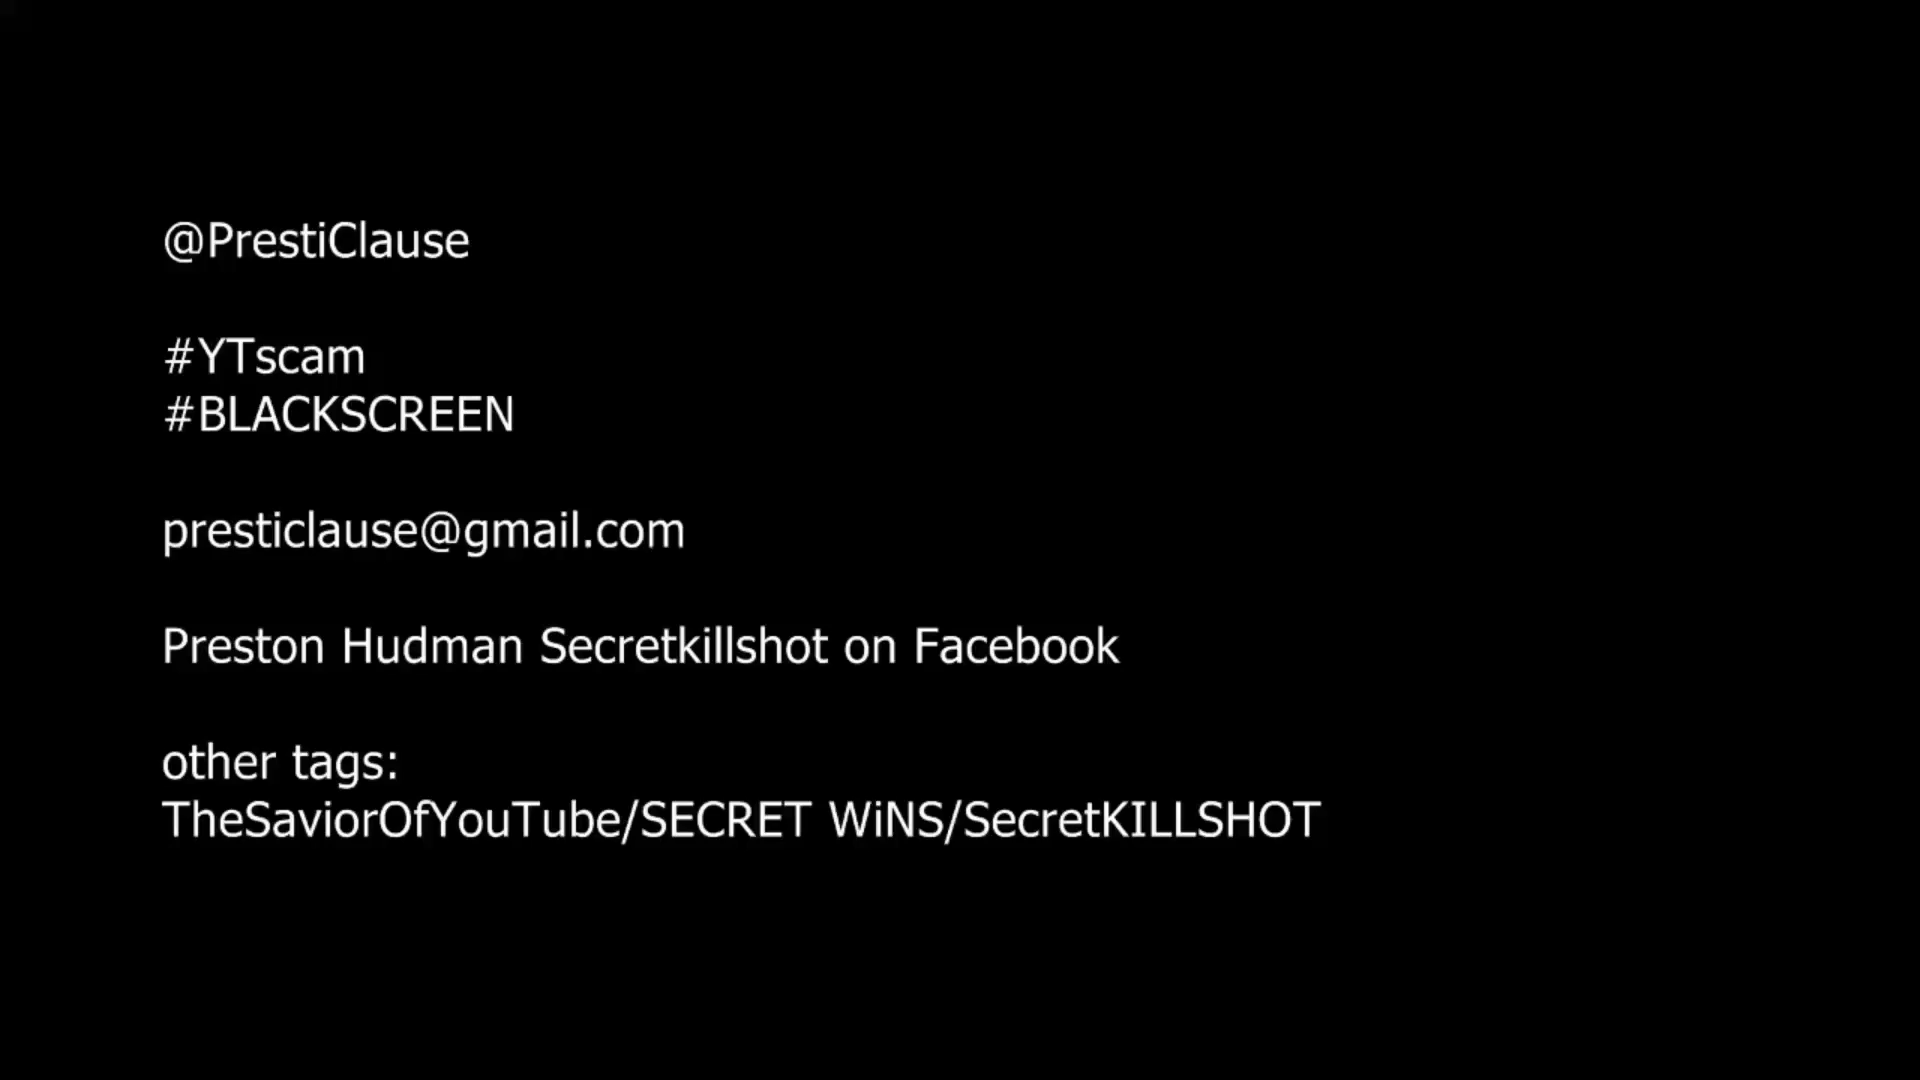 @PrestiClause
#YTscam
#BLACKSCREEN
presticlause@gmail.com
Preston Hudman Secretkillshot on Facebook
other tags:
TheSaviorOfYouTube/SECRET WiNS/SecretKILLSHOT